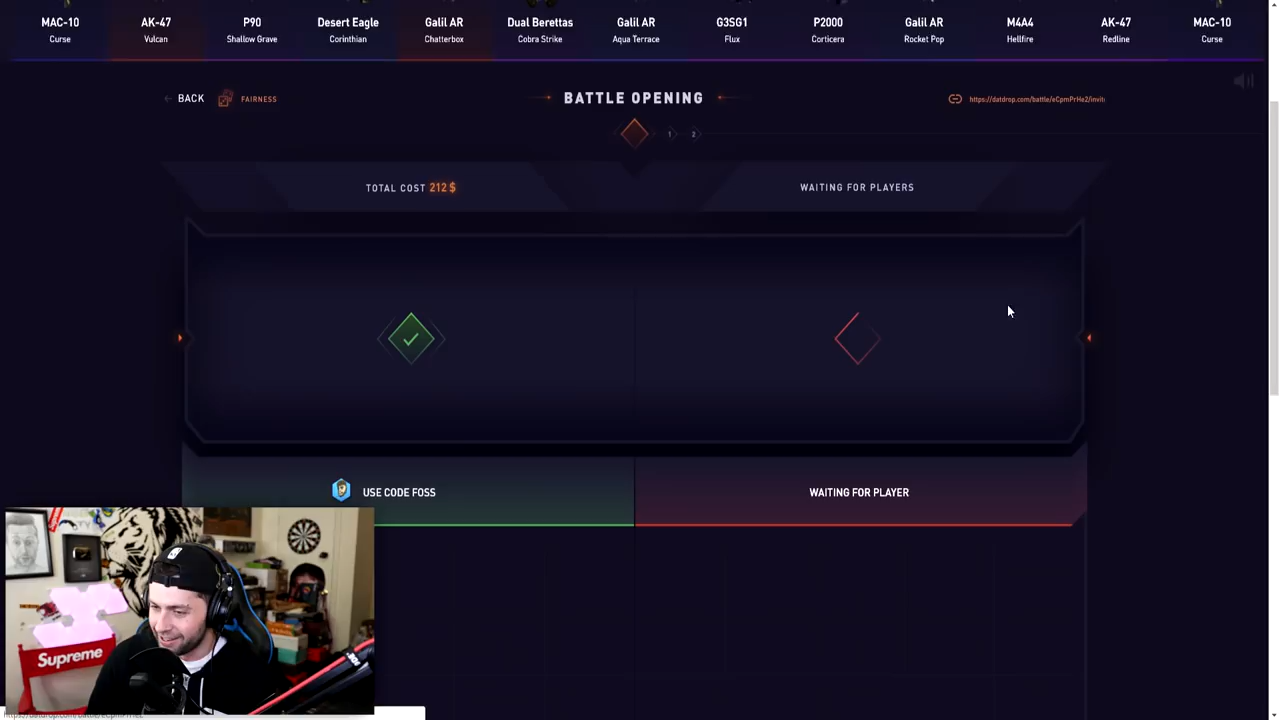 MAC-10 AK-47 P90 Desert Eagle Galil AR Dual Berettas Galil AR G3SG1 P2000 Galil AR M4A4 AK-47 MAC-10
Curse Vulcan Shallow Grave Corinthian Chatterbox Cobra Strike Aqua Terrace Flux Corticera Rocket Pop Hellfire Redline Curse
BACK FAIRNESS BATTLE OPENING https://datdrop.com/battle/eCpmPrHe2/invit
1 2
TOTAL COST 212 $ WAITING FOR PLAYERS
USE CODE FOSS WAITING FOR PLAYER
Supreme